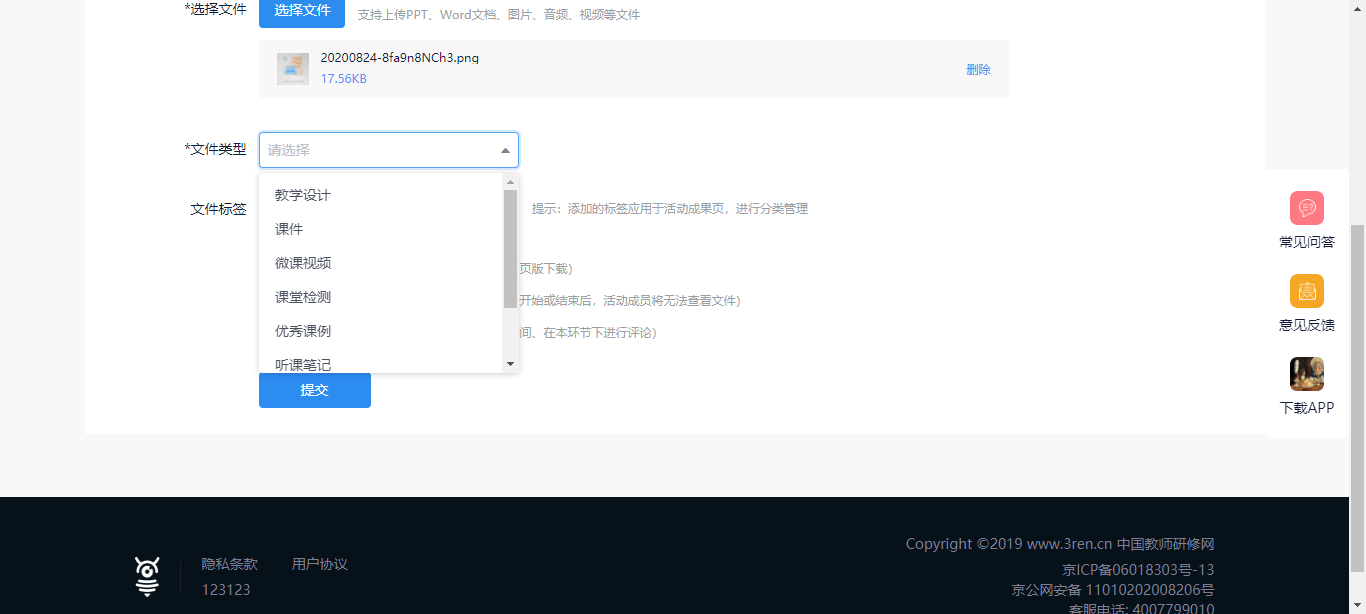 *选择文件 选择文件 支持上传PPT、Word文档、图片、音频、视频等文件
20200824-8fa9n8NCh3.png
17.56KB
删除
*文件类型 请选择
教学设计
文件标签 提示：添加的标签应用于活动成果页，进行分类管理
课件
微课视频 页版下载）
课堂检测 开始或结束后，活动成员将无法查看文件）
优秀课例 间、在本环节下进行评论）
听课笔记
提交
常见问答
意见反馈
下载APP
隐私条款 用户协议
123123
Copyright ©2019 www.3ren.cn 中国教师研修网
京ICP备06018303号-13
京公网安备 11010202008206号
客服电话: 4007799010